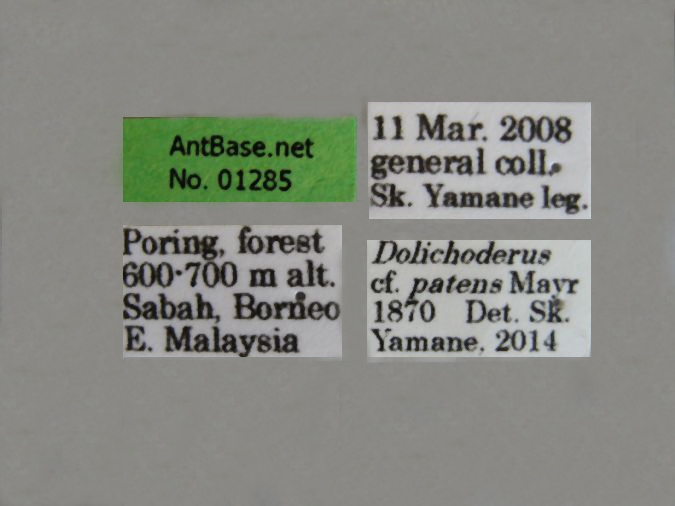 AntBase.net
No. 01285
11 Mar. 2008
general coll.
Sk. Yamane leg.
Poring, forest
600-700 m alt.
Sabah, Borneo
E. Malaysia
Dolichoderus
cf. patens Mayr
1870 Det. Sk.
Yamane, 2014